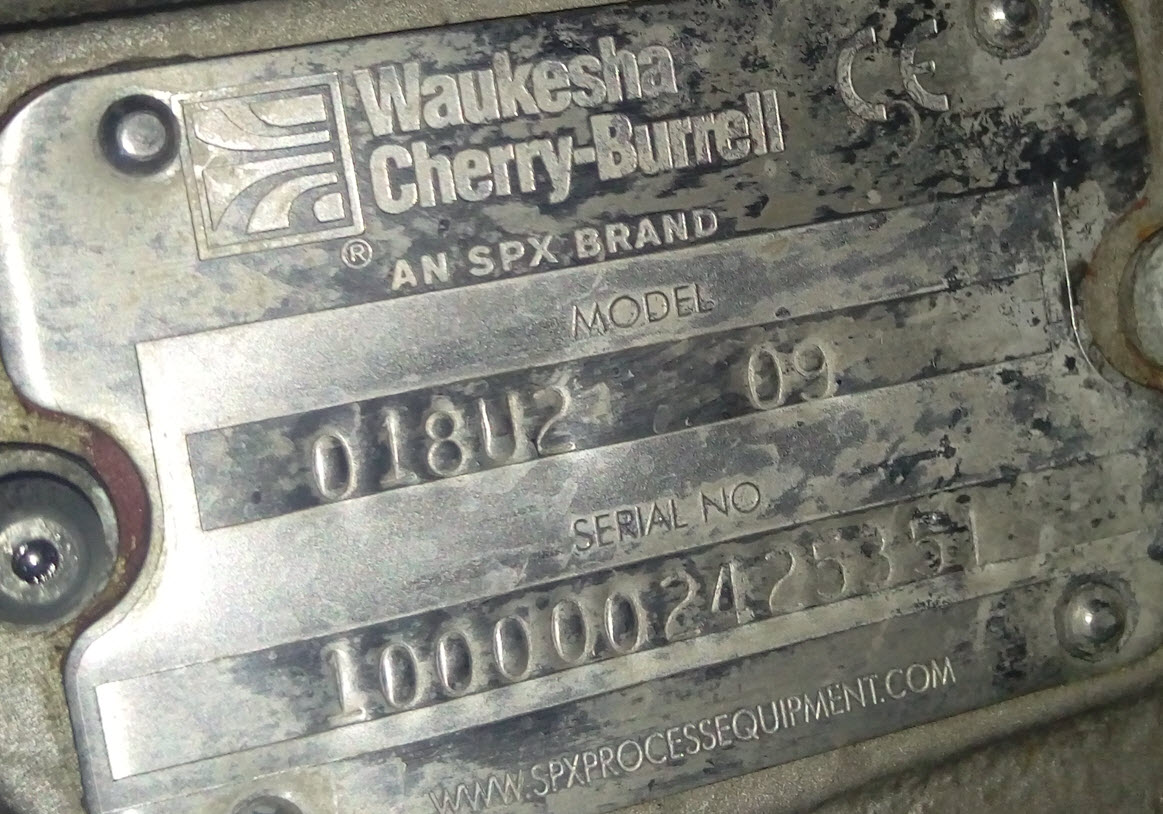 Waukesha
Cherry-Burrell
CE
®
AN SPX BRAND
MODEL
018U2 09
SERIAL NO
1000002425351
WWW.SPXPROCESSEQUIPMENT.COM